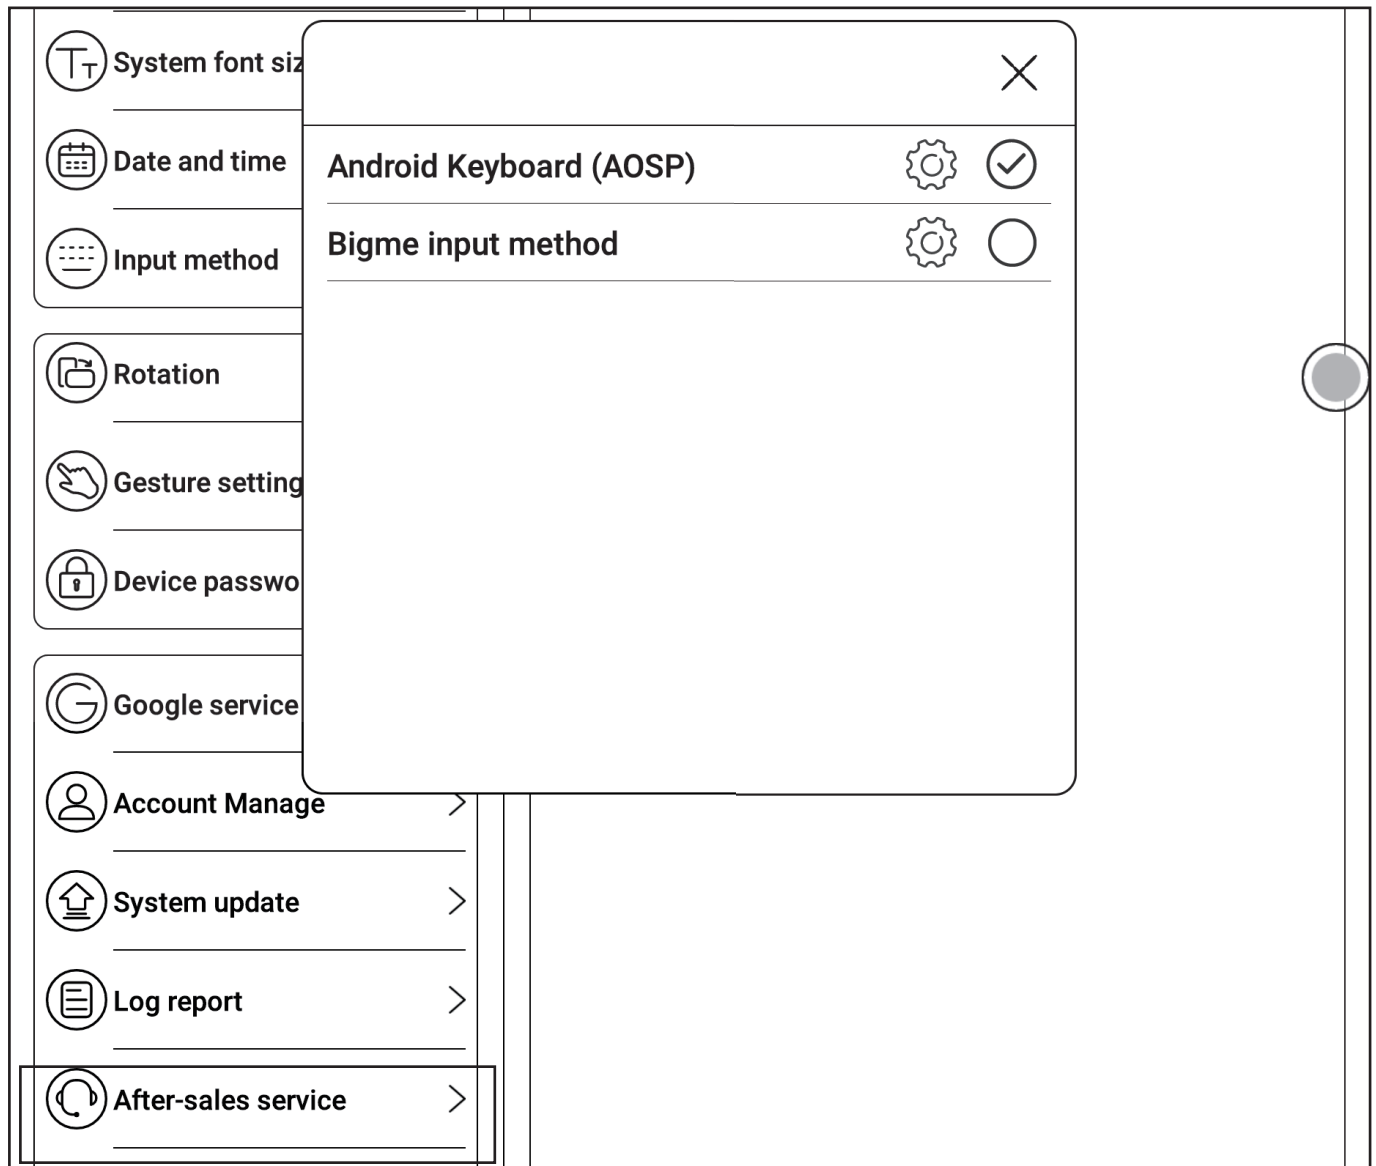 System font siz
Date and time
Input method
Rotation
Gesture setting
Device passwo
Google service
Account Manage
System update
Log report
After-sales service
Android Keyboard (AOSP)
Bigme input method